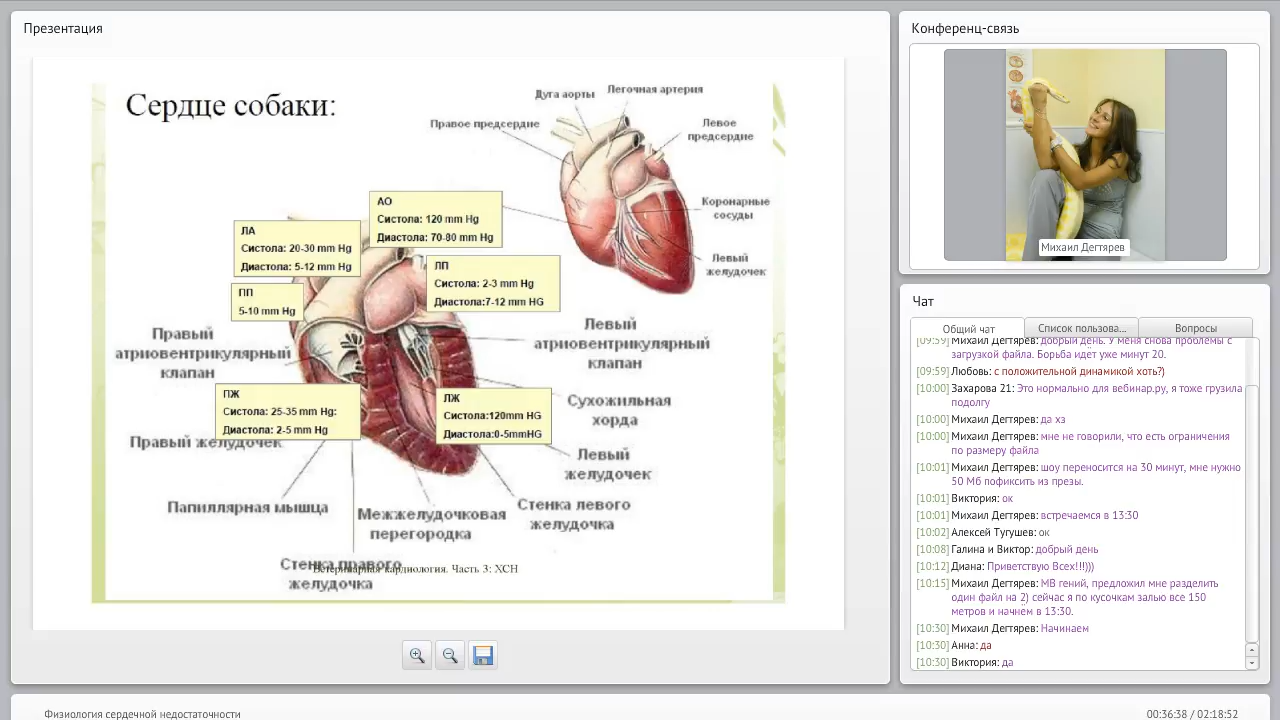 Презентация
Сердце собаки:
Дуга аорты
Легочная артерия
Правое предсердие
Левое
предсердие
Коронарные
сосуды
Левый
желудочек
АО
Систола: 120 mm Hg
Диастола: 70-80 mm Hg
ЛА
Систола: 20-30 mm Hg
Диастола: 5-12 mm Hg
ЛП
Систола: 2-3 mm Hg
Диастола:7-12 mm HG
ПП
5-10 mm Hg
Правый
атриовентрикулярный
клапан
Левый
атриовентрикулярный
клапан
ПЖ
Систола: 25-35 mm Hg:
Диастола: 2-5 mm Hg
ЛЖ
Систола:120mm HG
Диастола:0-5mmHG
Сухожильная
хорда
Правый желудочек
Левый
желудочек
Папиллярная мышца
Межжелудочковая
перегородка
Стенка левого
желудочка
Стенка правого
желудочка
Ветеринарная кардиология. Часть 3: ХСН
Конференц-связь
Михаил Дегтярев
Чат
Общий чат
Список пользова...
Вопросы
[09:59] Михаил Дегтярев: добрый день. У меня снова проблемы с
загрузкой файла. Борьба идёт уже минут 20.
[09:59] Любовь: с положительной динамикой хоть?)
[10:00] Захарова 21: Это нормально для вебинар.ру, я тоже грузила
подолгу
[10:00] Михаил Дегтярев: да хз
[10:00] Михаил Дегтярев: мне не говорили, что есть ограничения
по размеру файла
[10:01] Михаил Дегтярев: шоу переносится на 30 минут, мне нужно
50 Мб пофиксить из презы.
[10:01] Виктория: ок
[10:01] Михаил Дегтярев: встречаемся в 13:30
[10:02] Алексей Тугушев: ок
[10:08] Галина и Виктор: добрый день
[10:12] Диана: Приветствую Всех!!!)))
[10:15] Михаил Дегтярев: МВ гений, предложил мне разделить
один файл на 2) сейчас я по кусочкам залью все 150
метров и начнём в 13:30.
[10:30] Михаил Дегтярев: Начинаем
[10:30] Анна: да
[10:30] Виктория: да
Физиология сердечной недостаточности
00:36:38 / 02:18:52